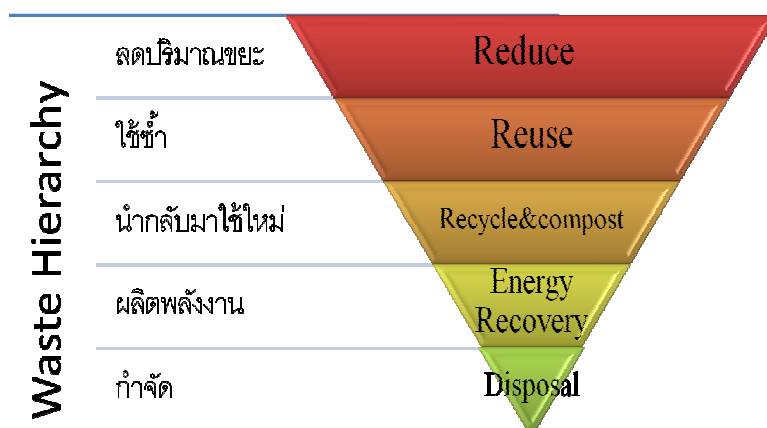 Waste Hierarchy
ลดปริมาณขยะ
Reduce
ใช้ซ้ำ
Reuse
นำกลับมาใช้ใหม่
Recycle&compost
ผลิตพลังงาน
Energy
Recovery
กำจัด
Disposal